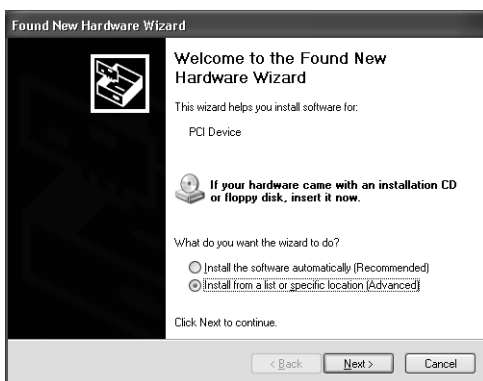 Found New Hardware Wizard
Welcome to the Found New
Hardware Wizard
This wizard helps you install software for:
PCI Device
If your hardware came with an installation CD
or floppy disk, insert it now.
What do you want the wizard to do?
Install the software automatically (Recommended)
Install from a list or specific location (Advanced)
Click Next to continue.
< Back Next > Cancel